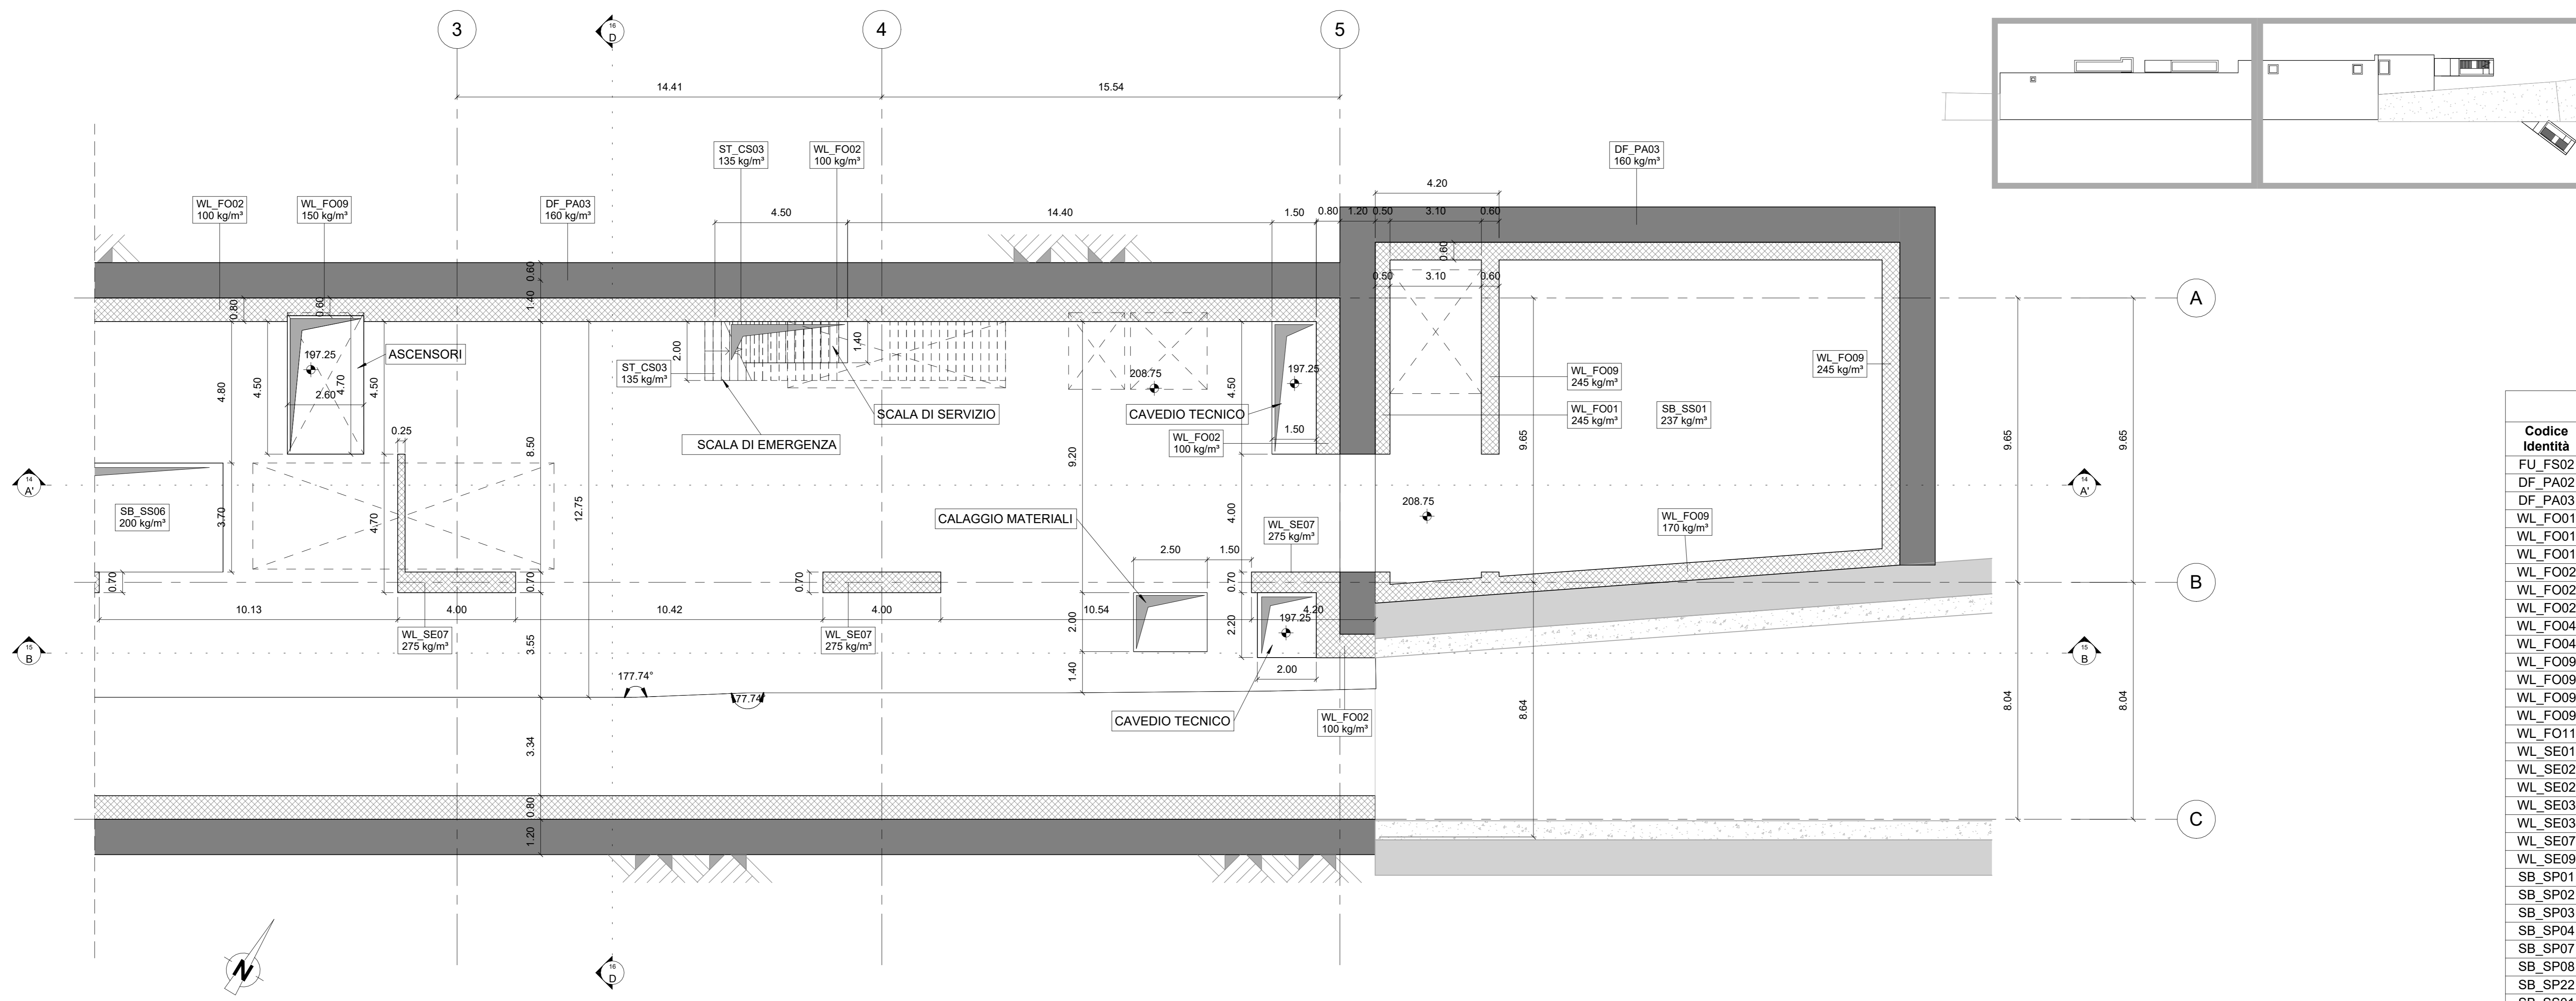 3
16
D
4
5
14.41
15.54
ST_CS03
135 kg/m³
WL_FO02
100 kg/m³
DF_PA03
160 kg/m³
WL_FO02
100 kg/m³
WL_FO09
150 kg/m³
DF_PA03
160 kg/m³
4.20
4.50
14.40
1.50
0.80
1.20
0.50
3.10
0.60
0.60
0.60
0.50
3.10
0.60
1.40
0.80
0.60
A
197.25
ASCENSORI
2.00
1.40
ST_CS03
135 kg/m³
208.75
197.25
WL_FO09
245 kg/m³
WL_FO09
245 kg/m³
4.80
4.50
2.60
4.70
4.50
SCALA DI SERVIZIO
CAVEDIO TECNICO
4.50
WL_FO01
245 kg/m³
SB_SS01
237 kg/m³
0.25
SCALA DI EMERGENZA
1.50
WL_FO02
100 kg/m³
8.50
9.20
9.65
9.65
9.65
Codice
Identità
FU_FS02
DF_PA02
DF_PA03
WL_FO01
WL_FO01
WL_FO01
WL_FO02
WL_FO02
WL_FO02
WL_FO04
WL_FO04
WL_FO09
WL_FO09
WL_FO09
WL_FO09
WL_FO11
WL_SE01
WL_SE02
WL_SE02
WL_SE03
WL_SE03
WL_SE07
WL_SE09
SB_SP01
SB_SP02
SB_SP03
SB_SP04
SB_SP07
SB_SP08
SB_SP22
SB_SS01
14
A'
14
A'
SB_SS06
200 kg/m³
3.70
4.70
12.75
CALAGGIO MATERIALI
4.00
WL_SE07
275 kg/m³
208.75
WL_FO09
170 kg/m³
2.50
1.50
0.70
0.70
0.70
0.70
B
10.13
4.00
10.42
4.00
10.54
4.20
197.25
WL_SE07
275 kg/m³
WL_SE07
275 kg/m³
2.00
2.20
3.55
15
B
15
B
1.40
2.00
177.74°
77.74°
CAVEDIO TECNICO
WL_FO02
100 kg/m³
8.64
8.04
8.04
3.34
0.80
1.20
C
N
16
D